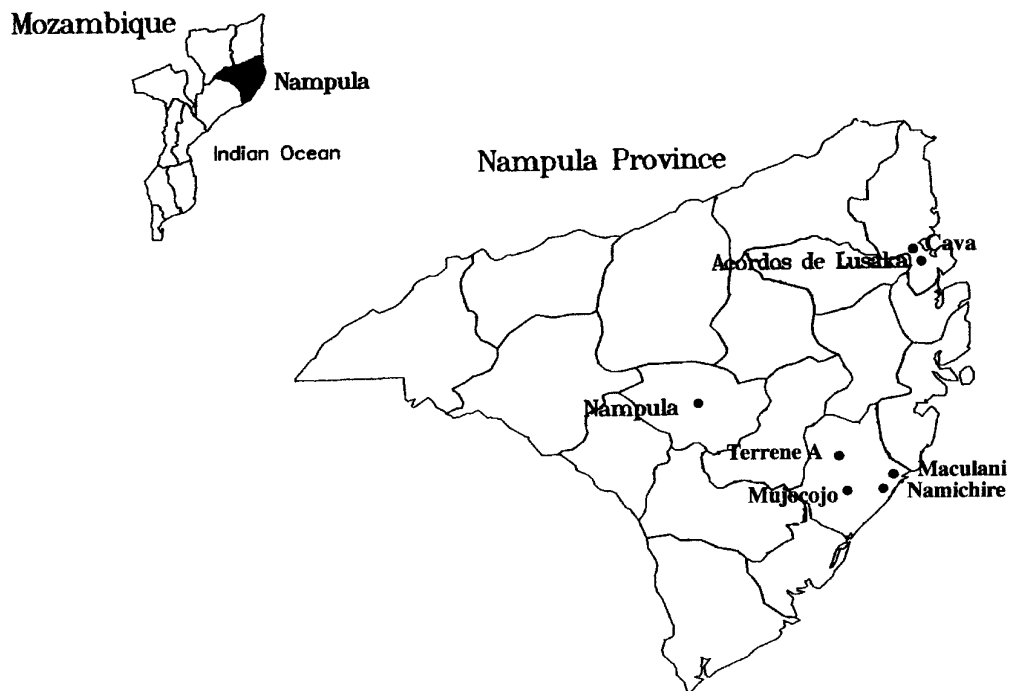 Mozambique
Nampula
Indian Ocean
Nampula Province
Cava
Acordos de Lusaka
Nampula
Terrene A
Maculani
Mujocojo
Namichire